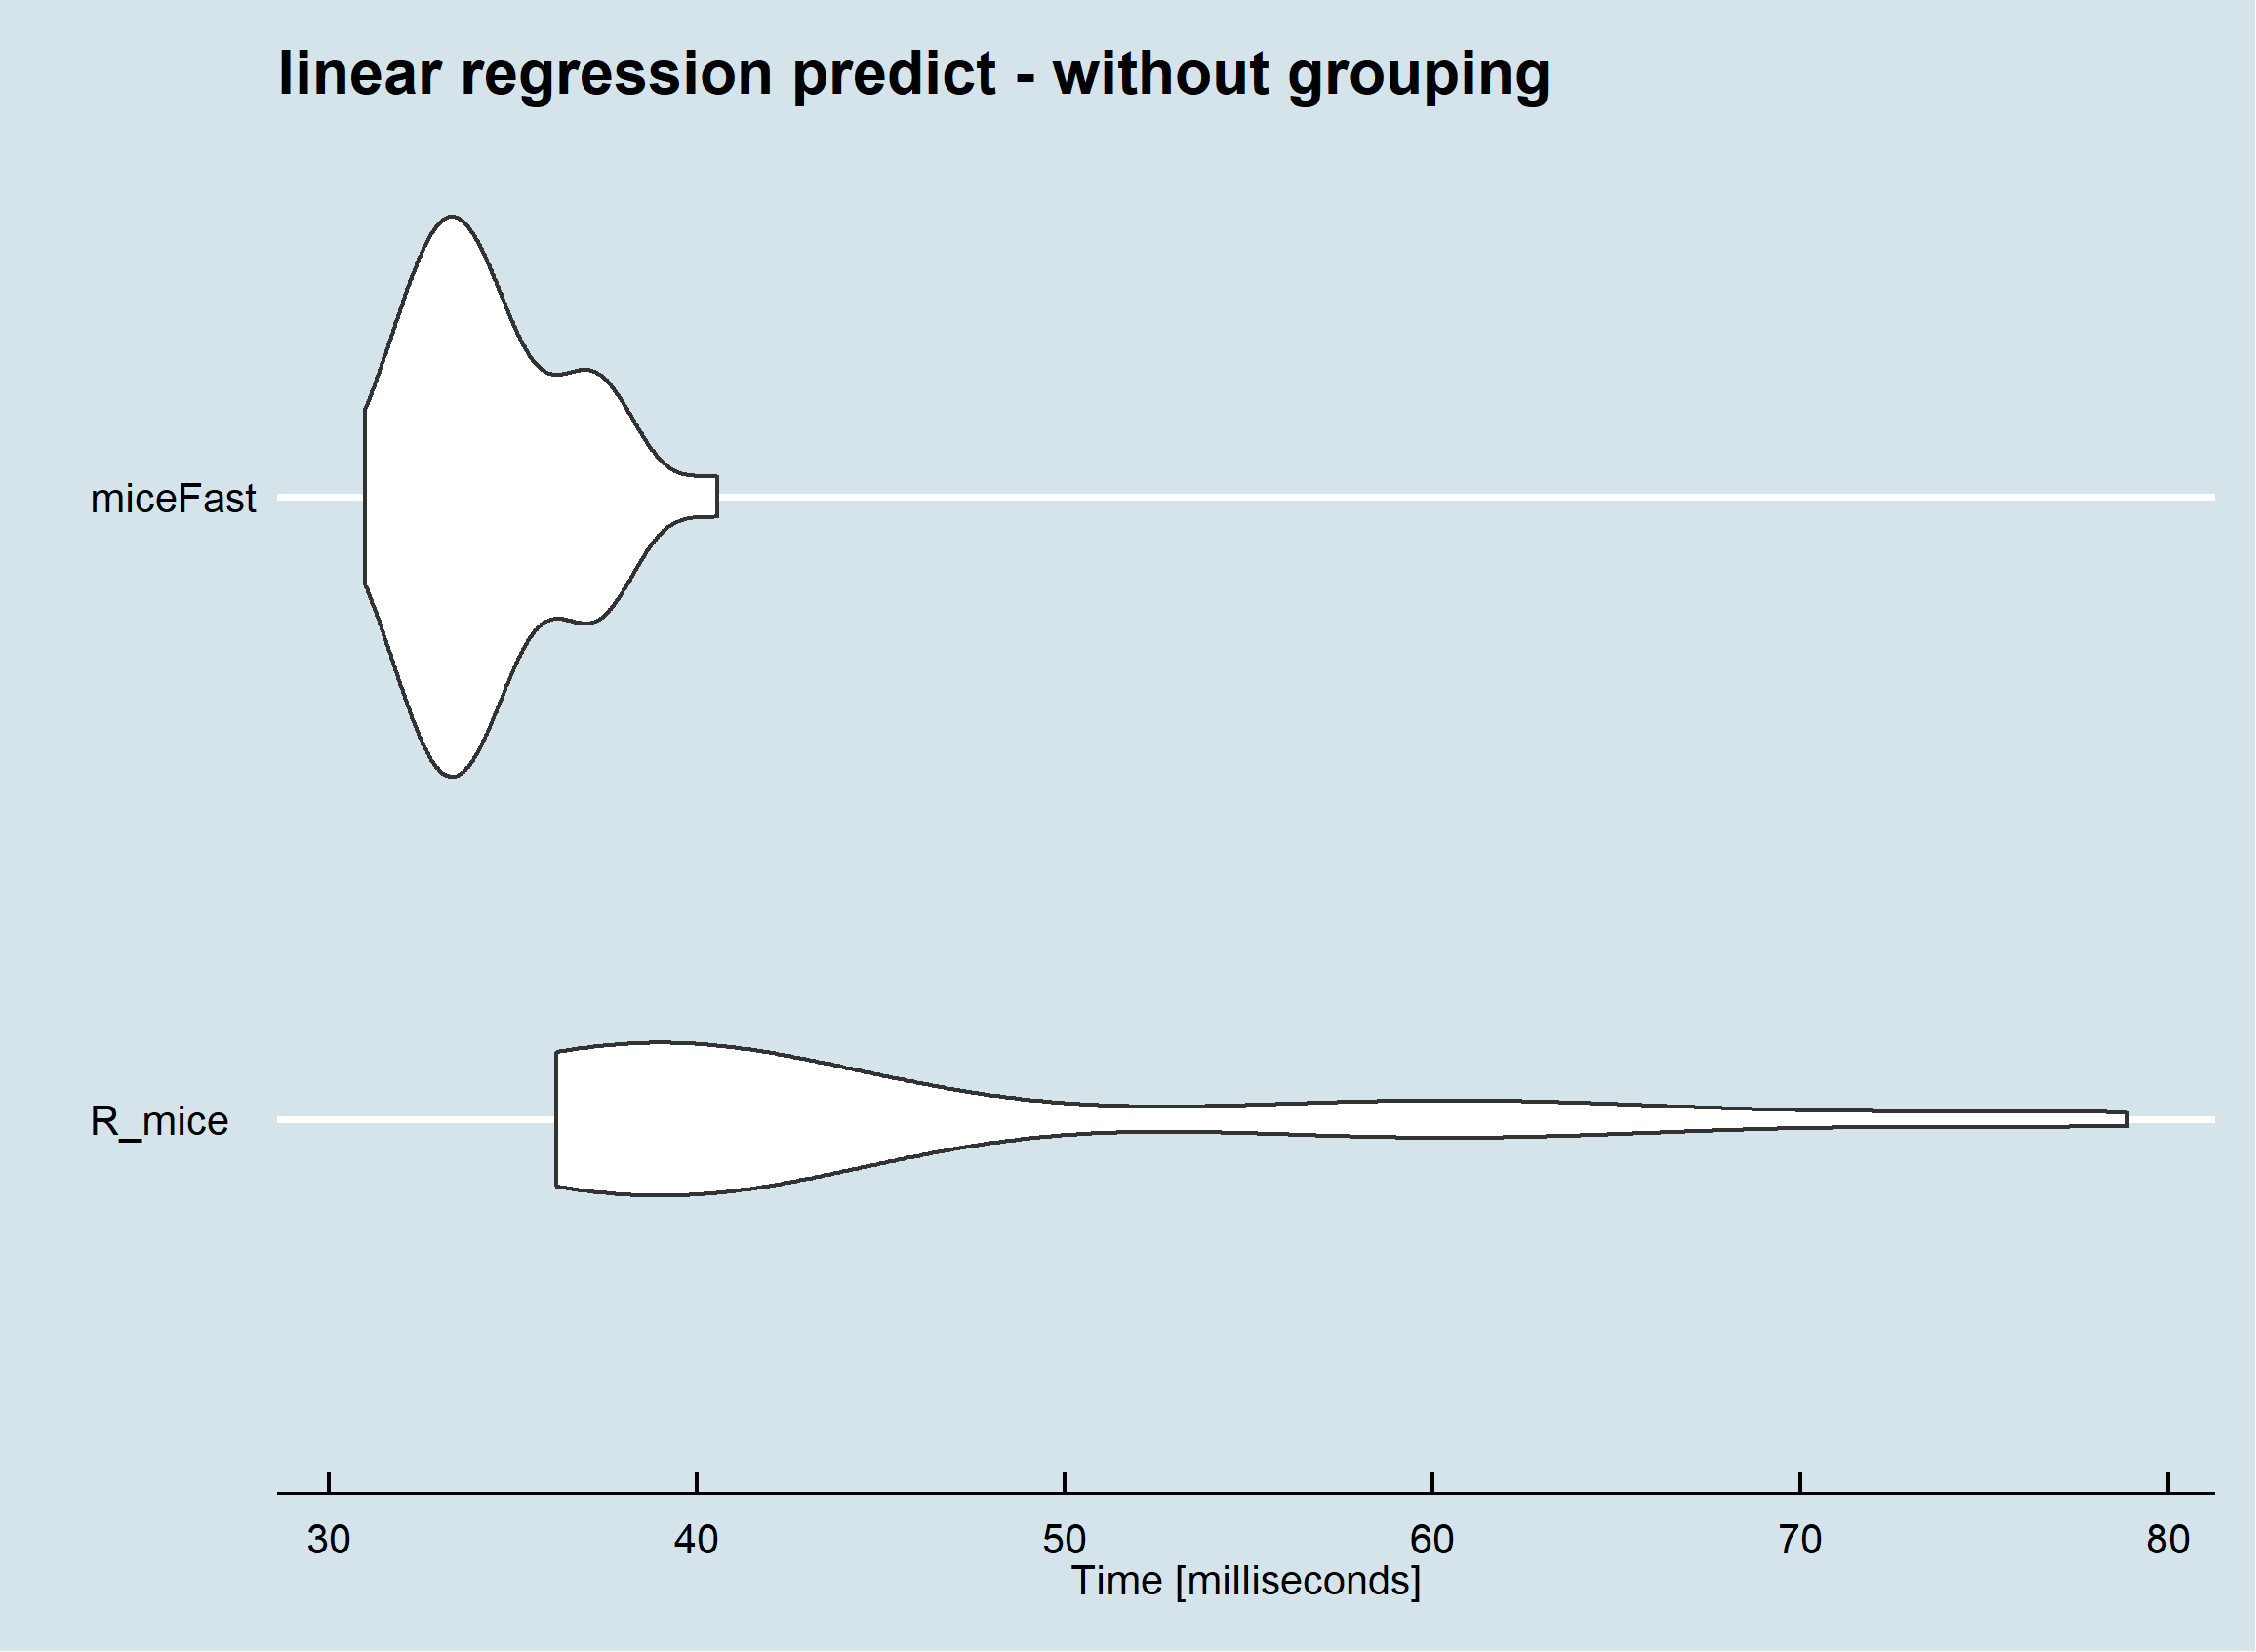 linear regression predict - without grouping
miceFast
R_mice
30 40 50 60 70 80
Time [milliseconds]